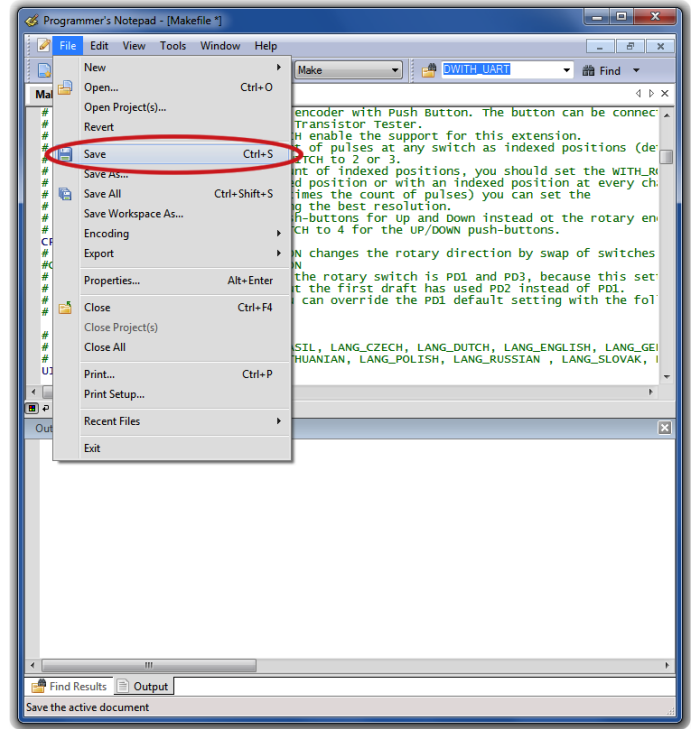 Programmer's Notepad - [Makefile *]
File Edit View Tools Window Help
Make DWITH_UART Find
New
Open... Ctrl+O
Open Project(s)...
Revert
Save Ctrl+S
Save As...
Save All Ctrl+Shift+S
Save Workspace As...
Encoding
Export
Properties... Alt+Enter
Close Ctrl+F4
Close Project(s)
Close All
Print... Ctrl+P
Print Setup...
Recent Files
Exit
encoder with Push Button. The button can be connec
Transistor Tester.
H enable the support for this extension.
t of pulses at any switch as indexed positions (de
TCH to 2 or 3.
nt of indexed positions, you should set the WITH_R
ed position or with an indexed position at every ch
times the count of pulses) you can set the
g the best resolution.
h-buttons for Up and Down instead ot the rotary en
CH to 4 for the UP/DOWN push-buttons.
N changes the rotary direction by swap of switches
N
the rotary switch is PD1 and PD3, because this set
t the first draft has used PD2 instead of PD1.
can override the PD1 default setting with the fol
SIL, LANG_CZECH, LANG_DUTCH, LANG_ENGLISH, LANG_GE
THUANIAN, LANG_POLISH, LANG_RUSSIAN , LANG_SLOVAK,
UI
Out
Find Results Output
Save the active document